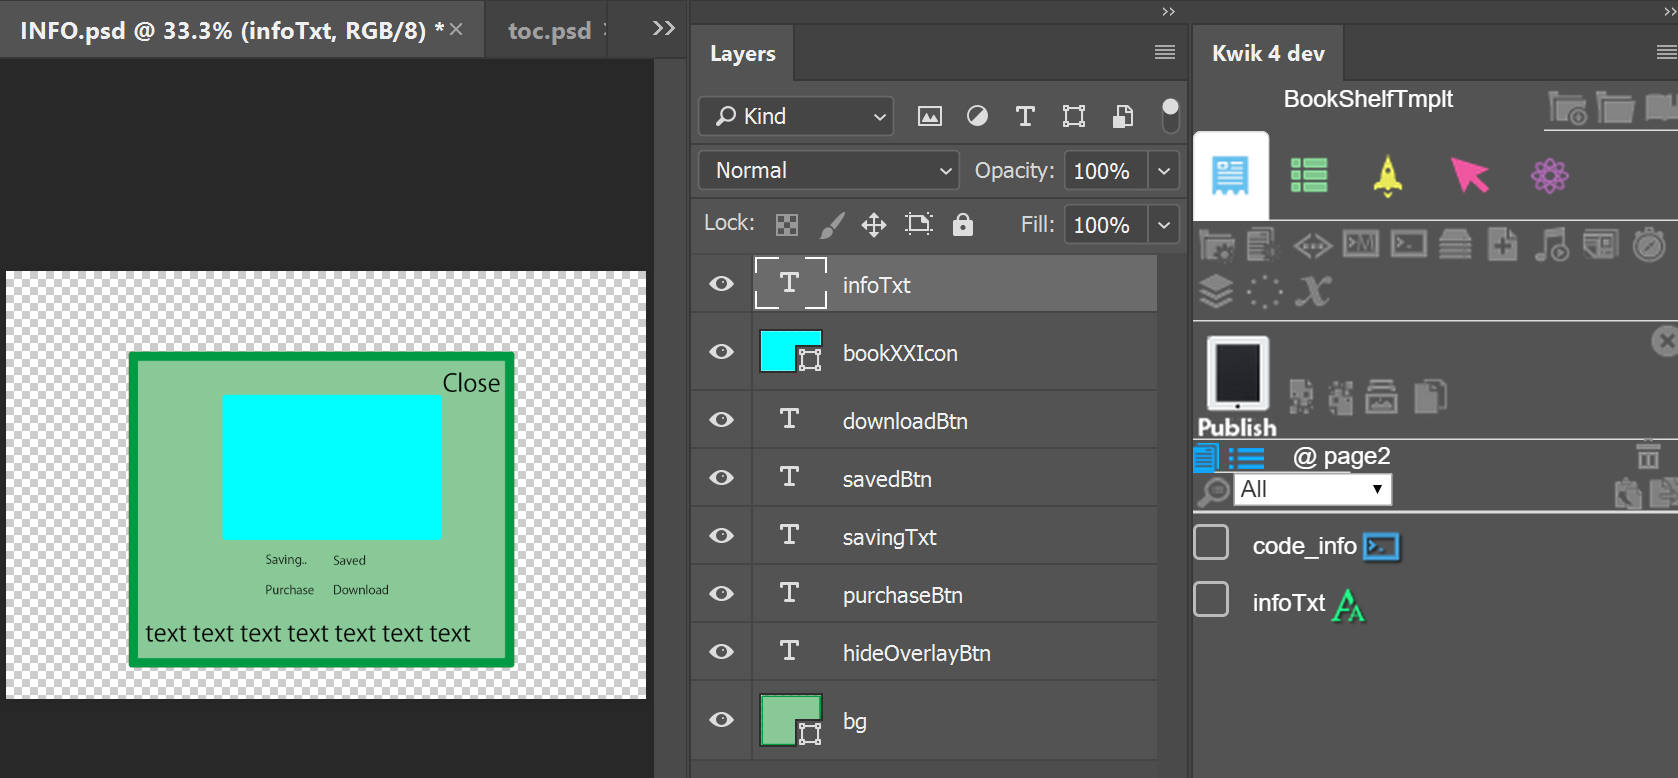 INFO.psd @ 33.3% (infoTxt, RGB/8) *
toc.psd
Close
Saving..
Saved
Purchase
Download
text text text text text text text
Layers
Kind
Normal
Opacity: 100%
Lock:
Fill: 100%
infoTxt
bookXXIcon
downloadBtn
savedBtn
savingTxt
purchaseBtn
hideOverlayBtn
bg
Kwik 4 dev
BookShelfTmplt
Publish
@ page2
All
code_info
infoTxt